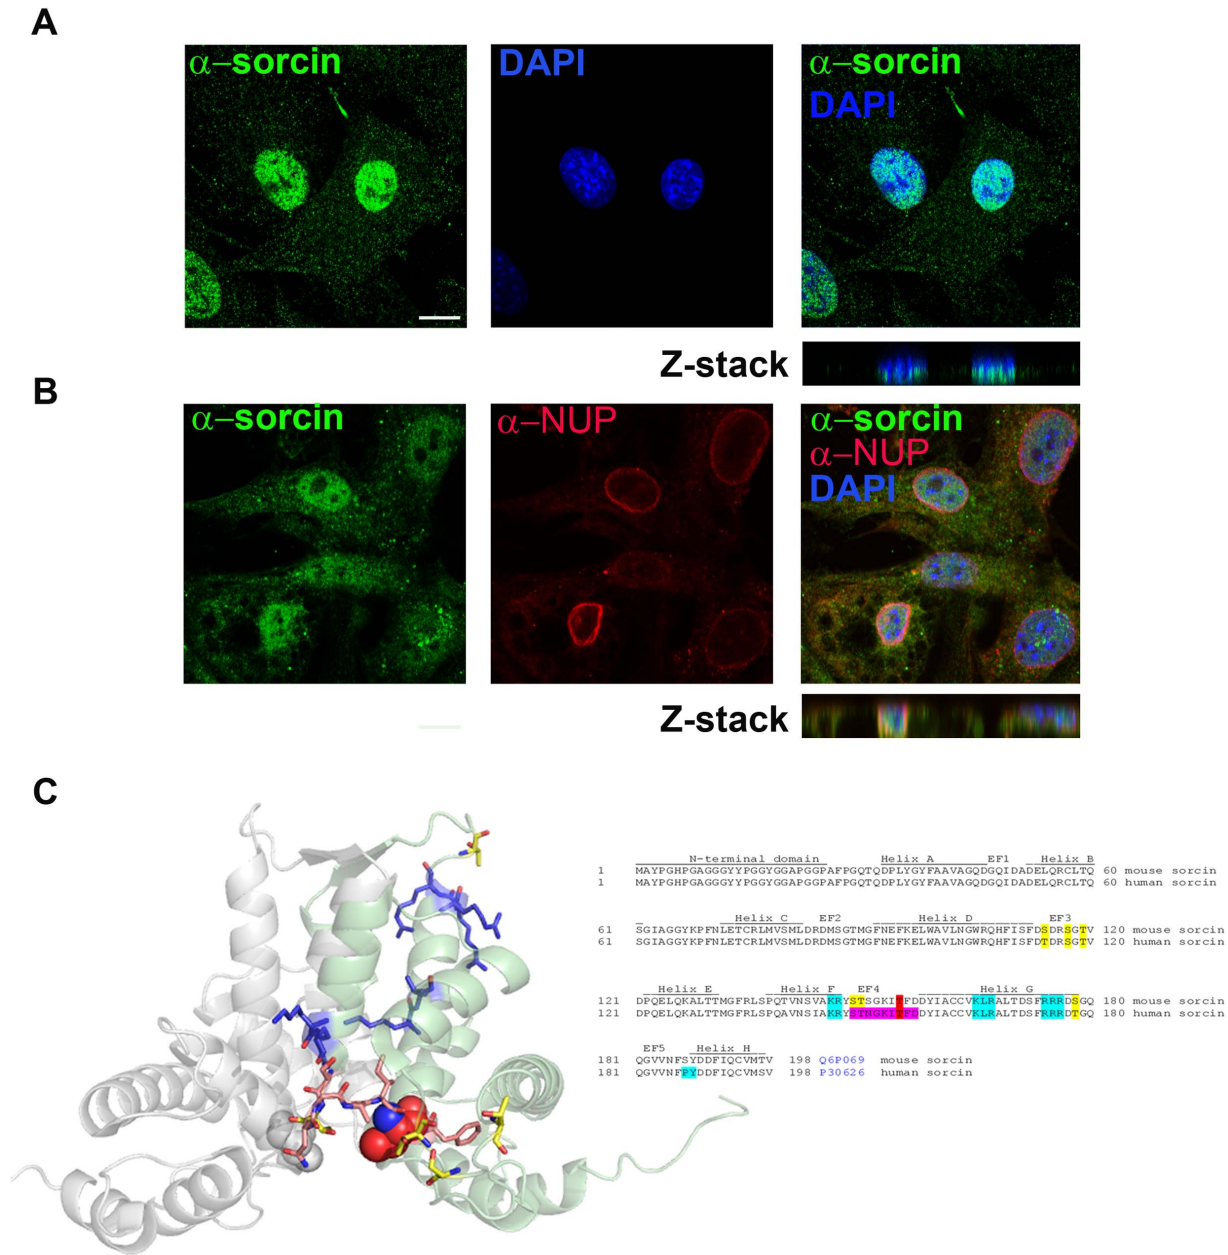 A
α–sorcin
DAPI
α–sorcin
DAPI
Z-stack
B
α–sorcin
α–NUP
α–sorcin
α–NUP
DAPI
Z-stack
C
N-terminal domain Helix A EF1 Helix B
1 MAYPGHPGAGGGYYPGGYGGAPGGPAFPGQTQDPLYGYFAAVAGQDGQIDADELQRCLTQ 60 mouse sorcin
1 MAYPGHPGAGGGYYPGGYGGAPGGPAFPGQTQDPLYGYFAAVAGQDGQIDADELQRCLTQ 60 human sorcin
Helix C EF2 Helix D EF3
61 SGIAGGYKPFNLETCRLMVSMLDRDMSGTMGFNEFKELWAVLNGWRQHFISFDSDRSGTV 120 mouse sorcin
61 SGIAGGYKPFNLETCRLMVSMLDRDMSGTMGFNEFKELWAVLNGWRQHFISFDTDRSGTV 120 human sorcin
Helix E Helix F EF4 Helix G
121 DPQELQKALTTMGFRLSPQTVNSVAKRYSTSGKITFDDYIACCVKLRALTDSFRRRDSGQ 180 mouse sorcin
121 DPQELQKALTTMGFRLSPQAVNSIAKRYSTNGKITFDDYIACCVKLRALTDSFRRRDTGQ 180 human sorcin
EF5 Helix H
181 QGVVNFSYDDFIQCVMTV 198 Q6P069 mouse sorcin
181 QGVVNFPYDDFIQCVMSV 198 P30626 human sorcin